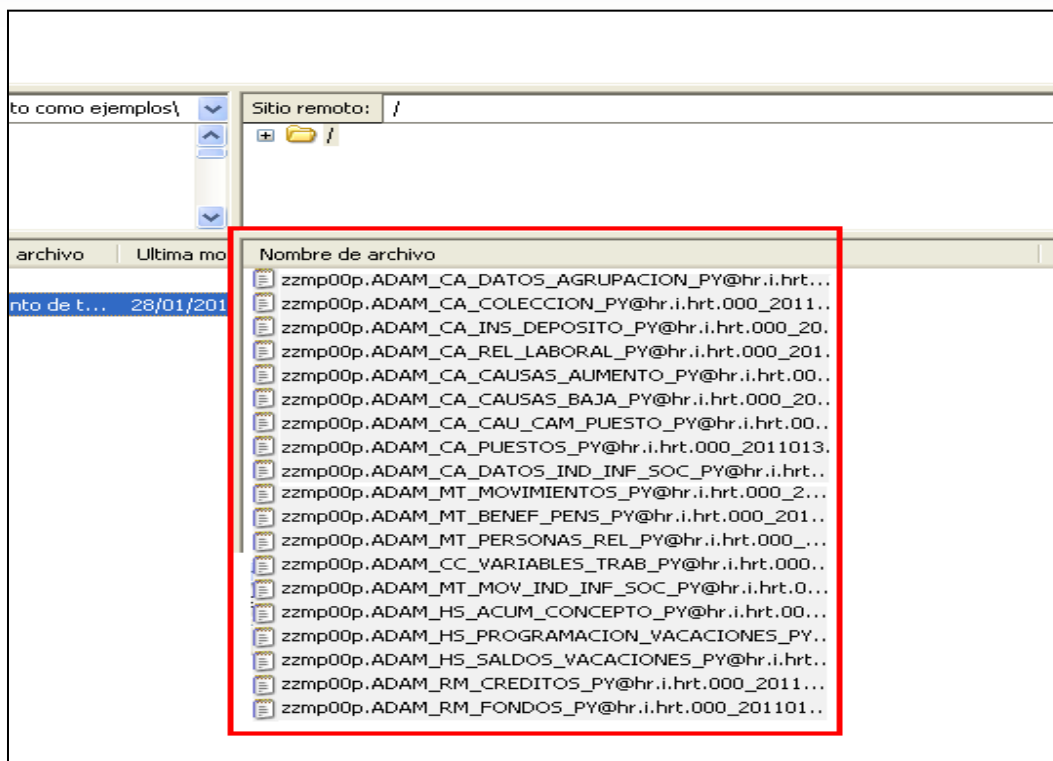 to como ejemplos\
Sitio remoto: /
/
archivo Ultima mo
Nombre de archivo
nto de t... 28/01/201
zzmp00p.ADAM_CA_DATOS_AGRUPACION_PY@hr.i.hrt...
zzmp00p.ADAM_CA_COLECCION_PY@hr.i.hrt.000_2011..
zzmp00p.ADAM_CA_INS_DEPOSITO_PY@hr.i.hrt.000_20.
zzmp00p.ADAM_CA_REL_LABORAL_PY@hr.i.hrt.000_201.
zzmp00p.ADAM_CA_CAUSAS_AUMENTO_PY@hr.i.hrt.00..
zzmp00p.ADAM_CA_CAUSAS_BAJA_PY@hr.i.hrt.000_20..
zzmp00p.ADAM_CA_CAU_CAM_PUESTO_PY@hr.i.hrt.00..
zzmp00p.ADAM_CA_PUESTOS_PY@hr.i.hrt.000_2011013.
zzmp00p.ADAM_CA_DATOS_IND_INF_SOC_PY@hr.i.hrt..
zzmp00p.ADAM_MT_MOVIMIENTOS_PY@hr.i.hrt.000_2...
zzmp00p.ADAM_MT_BENEF_PENS_PY@hr.i.hrt.000_201..
zzmp00p.ADAM_MT_PERSONAS_REL_PY@hr.i.hrt.000_...
zzmp00p.ADAM_CC_VARIABLES_TRAB_PY@hr.i.hrt.000..
zzmp00p.ADAM_MT_MOV_IND_INF_SOC_PY@hr.i.hrt.0...
zzmp00p.ADAM_HS_ACUM_CONCEPTO_PY@hr.i.hrt.00...
zzmp00p.ADAM_HS_PROGRAMACION_VACACIONES_PY..
zzmp00p.ADAM_HS_SALDOS_VACACIONES_PY@hr.i.hrt..
zzmp00p.ADAM_RM_CREDITOS_PY@hr.i.hrt.000_2011...
zzmp00p.ADAM_RM_FONDOS_PY@hr.i.hrt.000_201101..